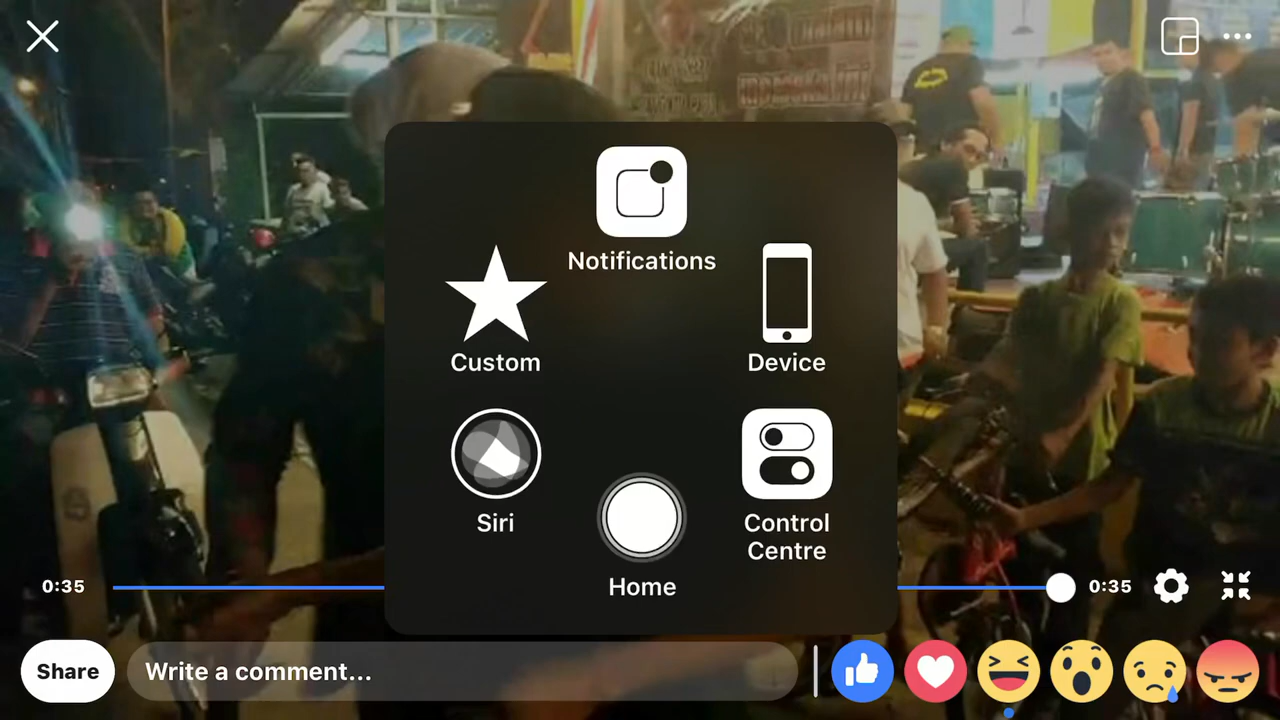 Notifications
Custom
Device
Siri
Control
Centre
Home
0:35
0:35
Share
Write a comment...